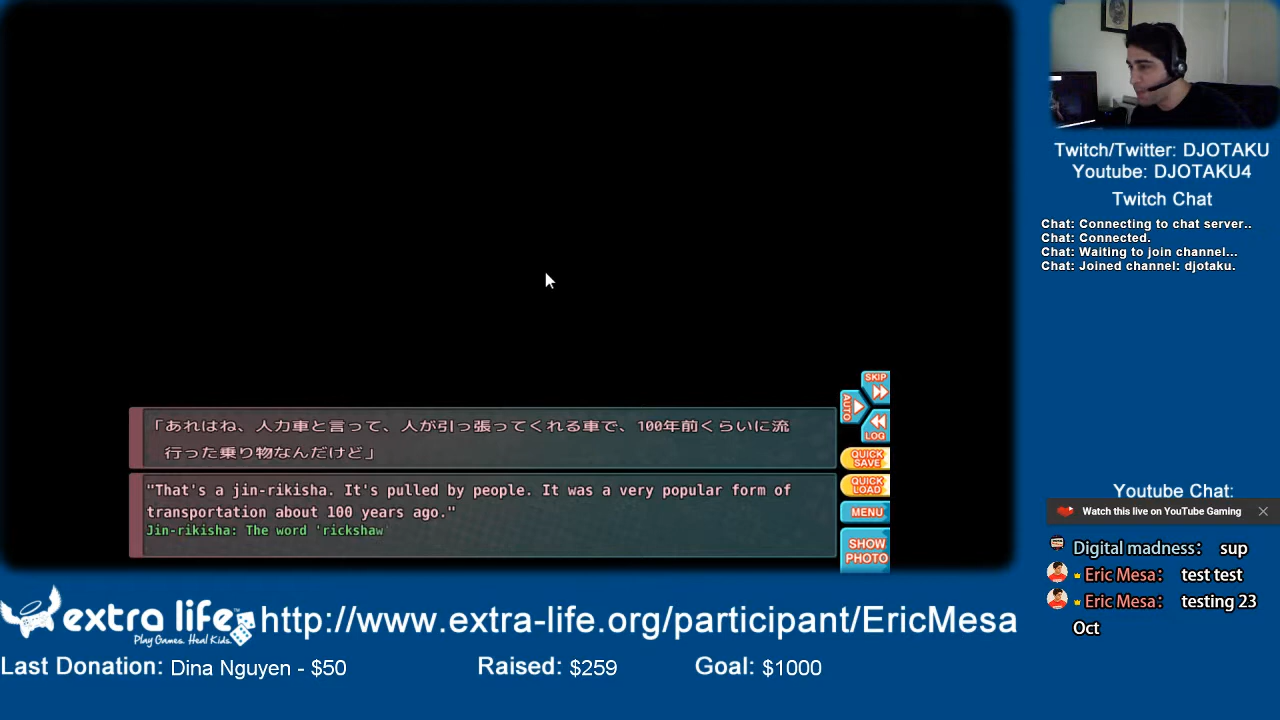 Twitch/Twitter: DJOTAKU
Youtube: DJOTAKU4
Twitch Chat
Chat: Connecting to chat server..
Chat: Connected.
Chat: Waiting to join channel...
Chat: Joined channel: djotaku.
SKIP
AUTO
LOG
QUICK
SAVE
QUICK
LOAD
MENU
SHOW
PHOTO
「あれはね、人力車と言って、人が引っ張ってくれる車で、100年前くらいに流
行った乗り物なんだけど」
"That's a jin-rikisha. It's pulled by people. It was a very popular form of
transportation about 100 years ago."
Jin-rikisha: The word 'rickshaw'
Youtube Chat:
Watch this live on YouTube Gaming
Digital madness: sup
Eric Mesa: test test
Eric Mesa: testing 23
Oct
extra life
Play Games. Heal Kids.
http://www.extra-life.org/participant/EricMesa
Last Donation: Dina Nguyen - $50
Raised: $259
Goal: $1000